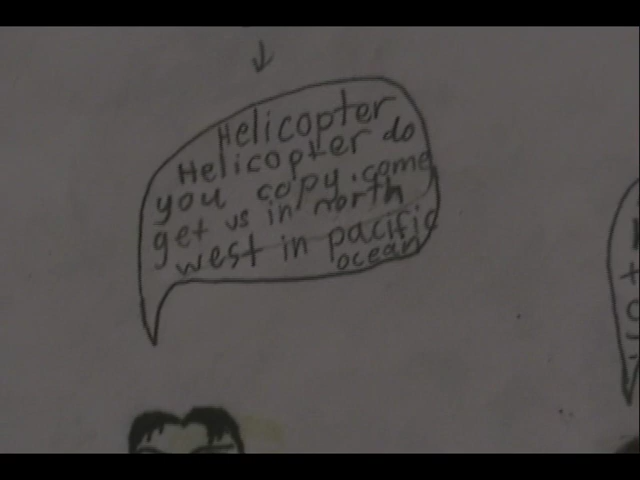 Helicopter
Helicopter do
you copy.come
get us in north
west in pacific
ocean